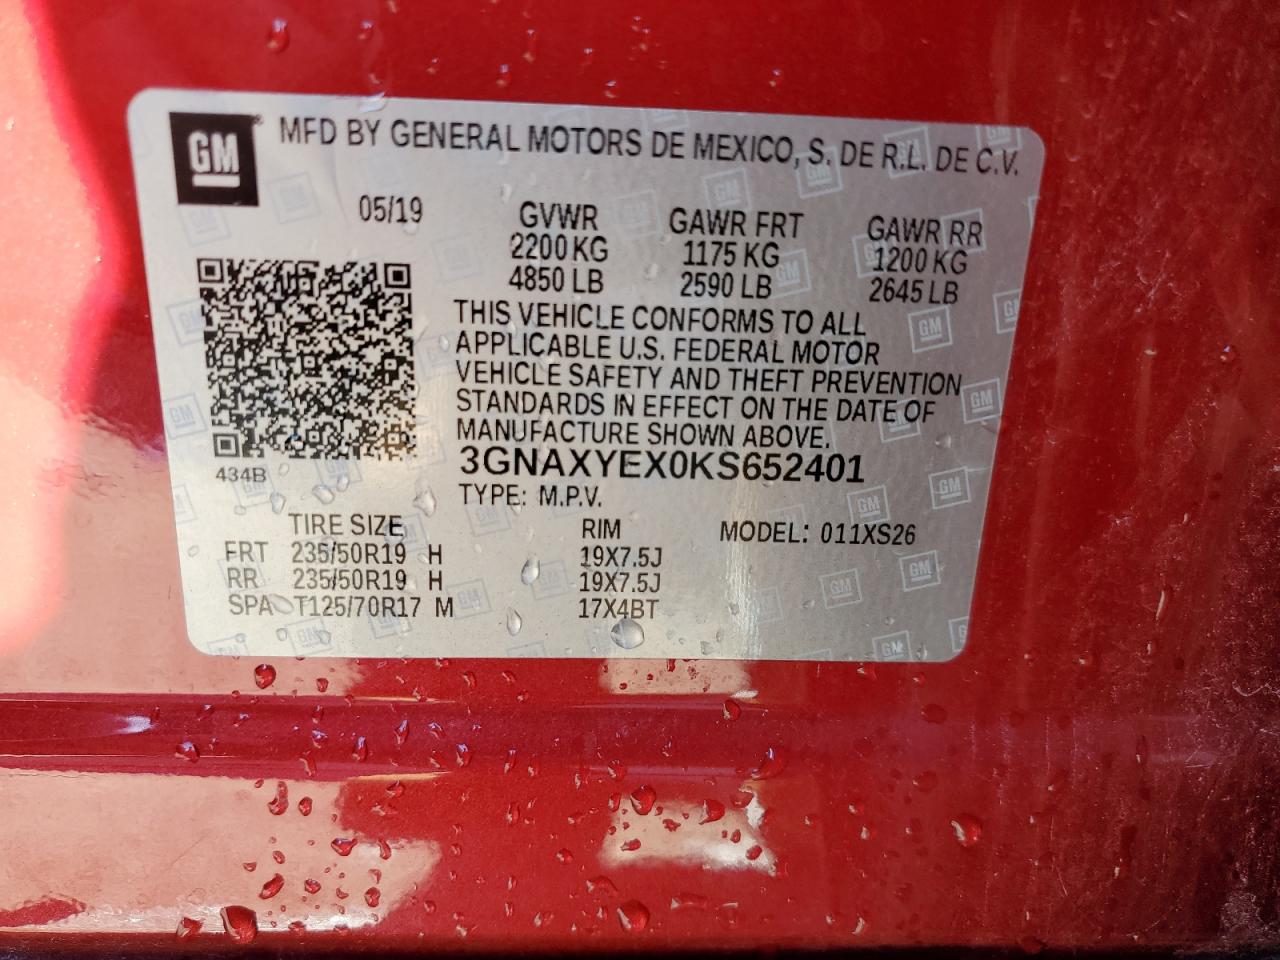 GM® MFD BY GENERAL MOTORS DE MEXICO, S. DE R.L. DE C.V.
05/19 GVWR GAWR FRT GAWR RR
2200 KG 1175 KG 1200 KG
4850 LB 2590 LB 2645 LB
THIS VEHICLE CONFORMS TO ALL
APPLICABLE U.S. FEDERAL MOTOR
VEHICLE SAFETY AND THEFT PREVENTION
STANDARDS IN EFFECT ON THE DATE OF
MANUFACTURE SHOWN ABOVE.
3GNAXYEX0KS652401
434B
TYPE: M.P.V.
TIRE SIZE RIM MODEL: 011XS26
FRT 235/50R19 H 19X7.5J
RR 235/50R19 H 19X7.5J
SPA T125/70R17 M 17X4BT